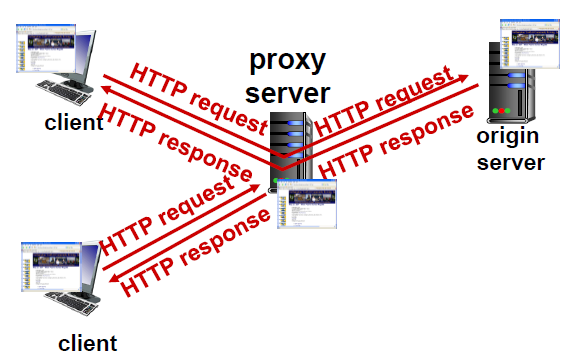 proxy
server
HTTP request
HTTP response
client
HTTP request
HTTP response
origin
server
HTTP request
HTTP response
client